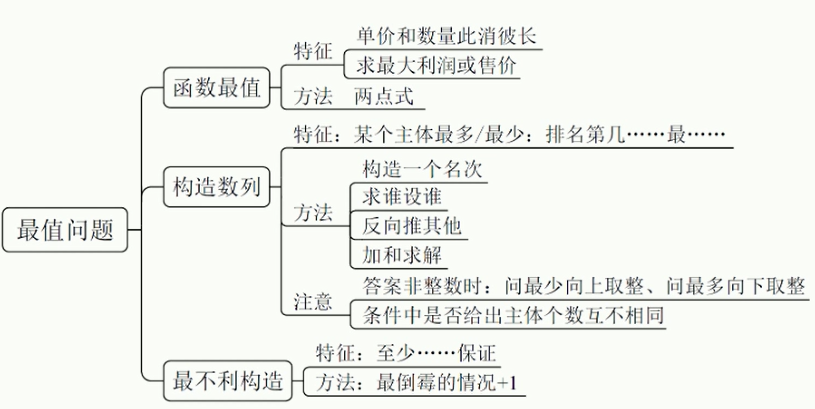 最值问题
函数最值
特征
单价和数量此消彼长
求最大利润或售价
方法
两点式
构造数列
特征：某个主体最多/最少：排名第几……最……
方法
构造一个名次
求谁设谁
反向推其他
加和求解
注意
答案非整数时：问最少向上取整、问最多向下取整
条件中是否给出主体个数互不相同
最不利构造
特征：至少……保证
方法：最倒霉的情况+1